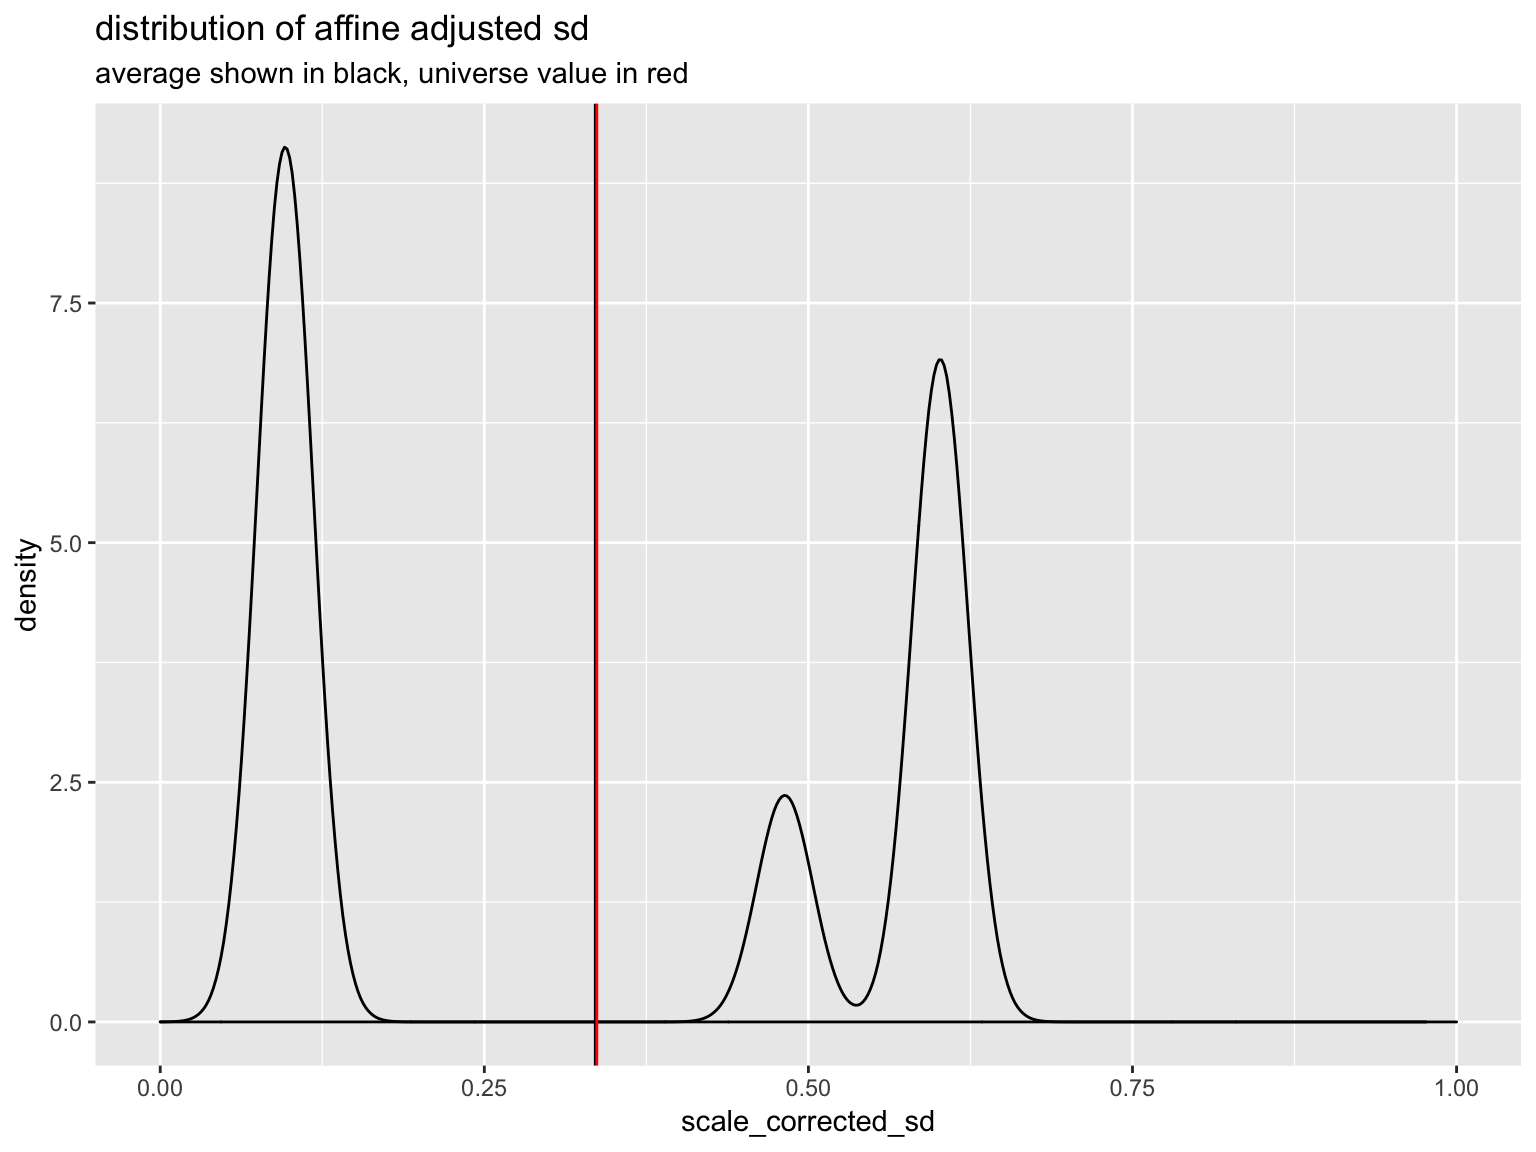 distribution of affine adjusted sd
average shown in black, universe value in red
density
7.5
5.0
2.5
0.0
0.00 0.25 0.50 0.75 1.00
scale_corrected_sd